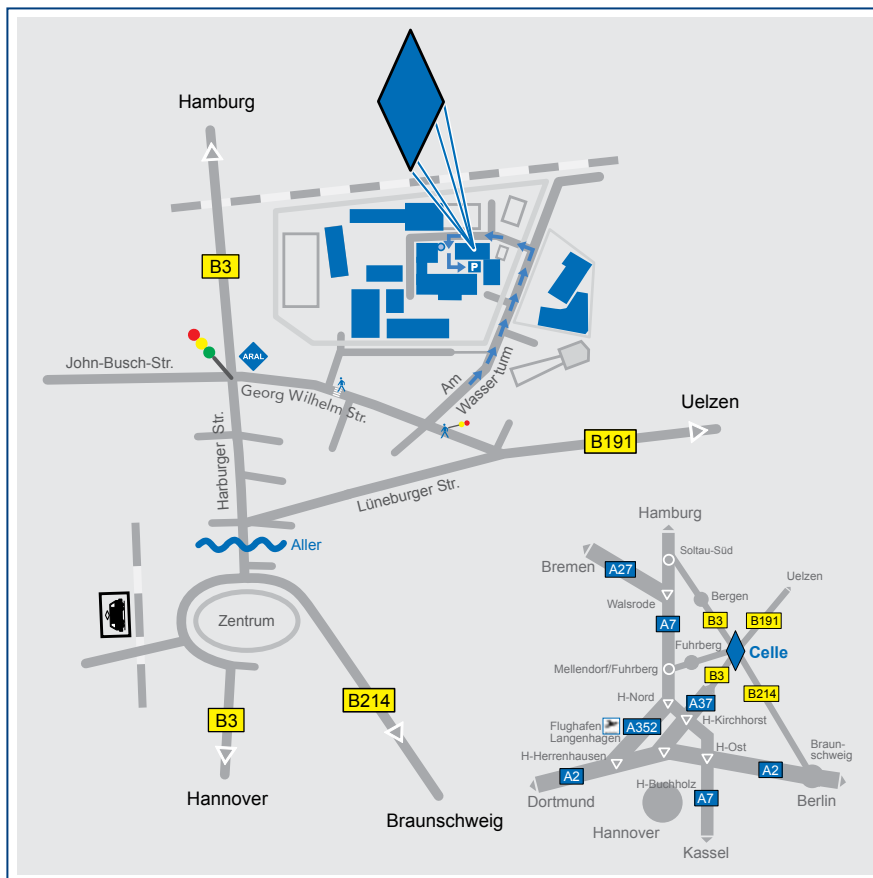 Hamburg
B3
P
ARAL
John-Busch-Str.
Georg Wilhelm Str.
Am
Wasser turm
Uelzen
B191
Harburger Str.
Lüneburger Str.
Aller
Zentrum
B3
B214
Hannover
Braunschweig
Hamburg
Soltau-Süd
Bremen
A27
Uelzen
Bergen
Walsrode
B3
B191
A7
Fuhrberg
Celle
Mellendorf/Fuhrberg
B3
B214
H-Nord
A37
Flughafen
Langenhagen
A352
H-Kirchhorst
H-Herrenhausen
H-Ost
Braun-
schweig
A2
A2
H-Buchholz
A7
Dortmund
Berlin
Hannover
Kassel